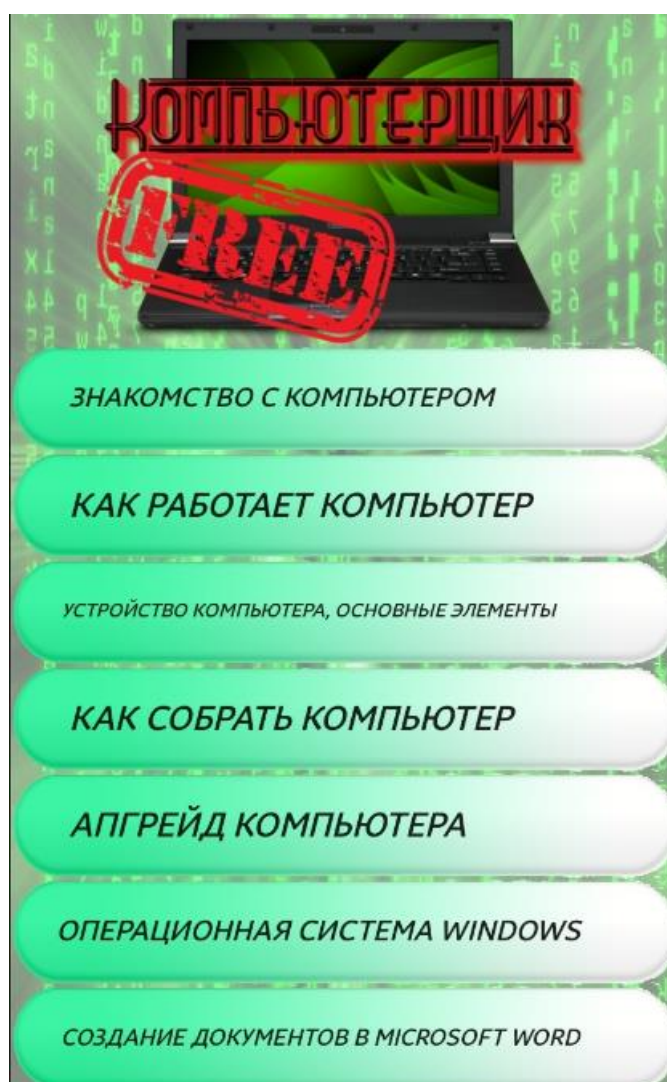 Компьютерщик
FREE
ЗНАКОМСТВО С КОМПЬЮТЕРОМ
КАК РАБОТАЕТ КОМПЬЮТЕР
УСТРОЙСТВО КОМПЬЮТЕРА, ОСНОВНЫЕ ЭЛЕМЕНТЫ
КАК СОБРАТЬ КОМПЬЮТЕР
АПГРЕЙД КОМПЬЮТЕРА
ОПЕРАЦИОННАЯ СИСТЕМА WINDOWS
СОЗДАНИЕ ДОКУМЕНТОВ В MICROSOFT WORD